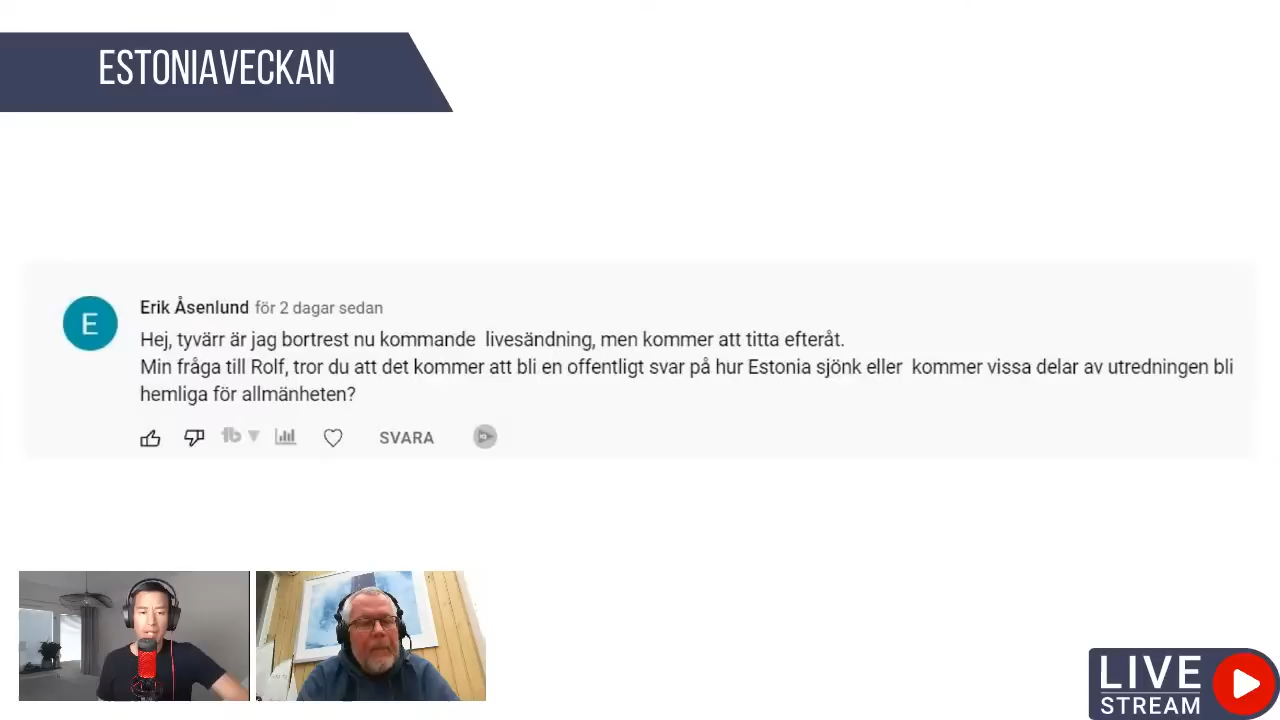 ESTONIAVECKAN
E
Erik Åsenlund för 2 dagar sedan
Hej, tyvärr är jag bortrest nu kommande livesändning, men kommer att titta efteråt.
Min fråga till Rolf, tror du att det kommer att bli en offentligt svar på hur Estonia sjönk eller kommer vissa delar av utredningen bli
hemliga för allmänheten?
SVARA
LIVE
STREAM